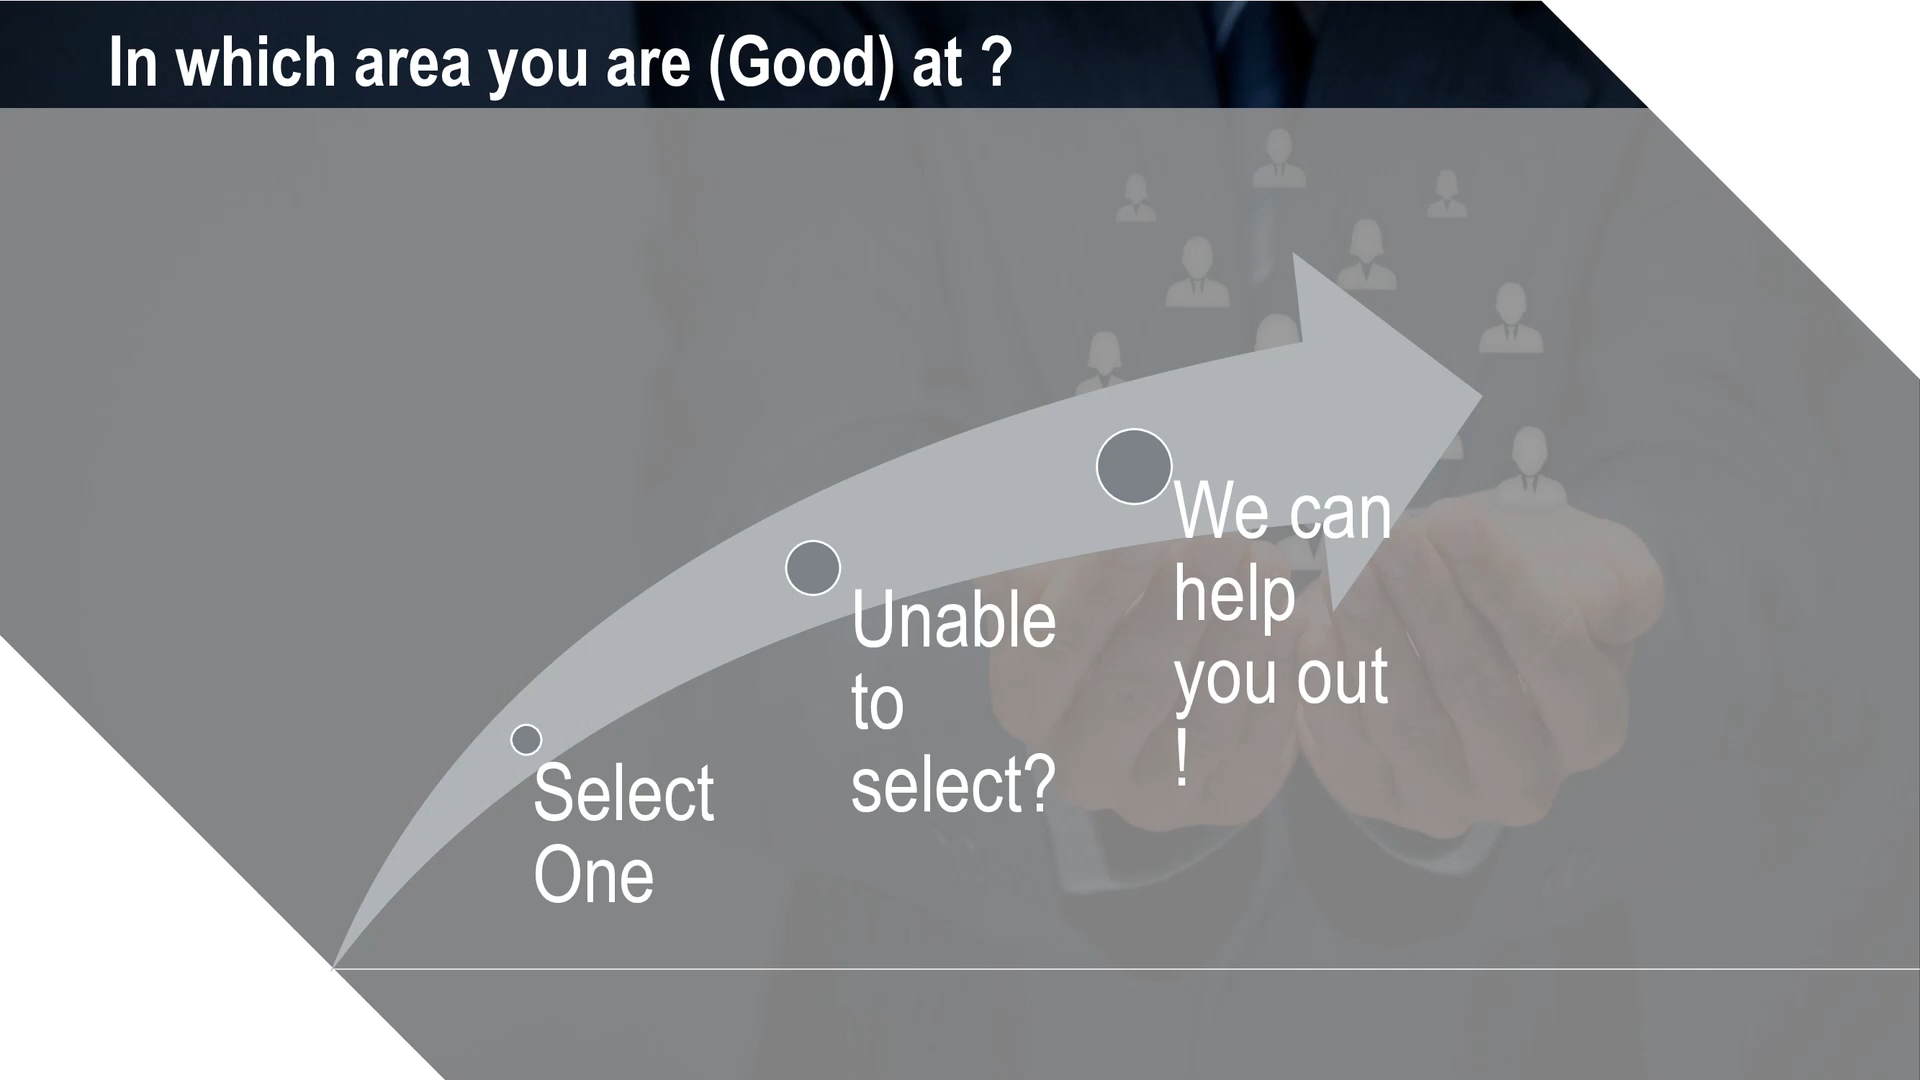 In which area you are (Good) at ?
Select
One
Unable
to
select?
We can
help
you out
!